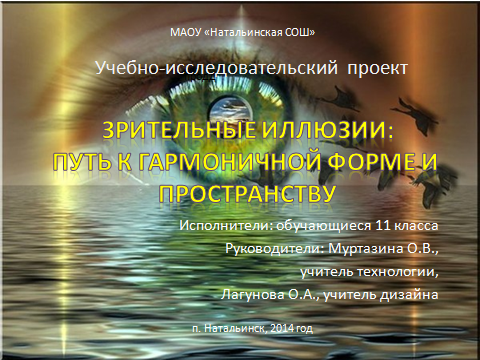 МАОУ «Натальинская СОШ»
Учебно-исследовательский проект
ЗРИТЕЛЬНЫЕ ИЛЛЮЗИИ:
ПУТЬ К ГАРМОНИЧНОЙ ФОРМЕ И
ПРОСТРАНСТВУ
Исполнители: обучающиеся 11 класса
Руководители: Муртазина О.В.,
учитель технологии,
Лагунова О.А., учитель дизайна
п. Натальинск, 2014 год